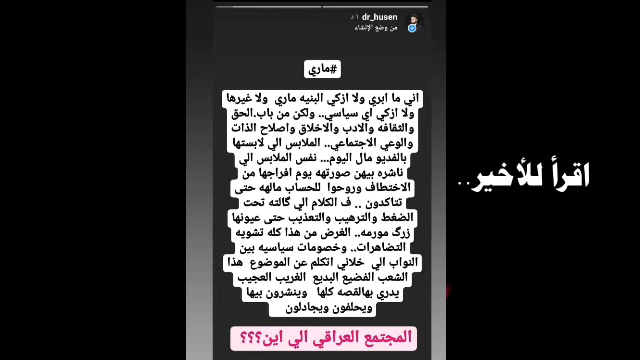 dr_husen ١ د
من وضع الإنشاء
#ماري
اني ما ابري ولا ازكي البنيه ماري ولا غيرها
ولا ازكي اي سياسي.. ولكن من باب.الحق
والثقافه والادب والاخلاق واصلاح الذات
والوعي الاجتماعي.. الملابس الي لابستها
بالفديو مال اليوم... نفس الملابس الي
ناشره بيهن صورتهه يوم افراجها من
الاختطاف وروحوا للحساب مالهه حتى
تتاكدون .. ف الكلام الي گالته تحت
الضغط والترهيب والتعذيب حتى عيونها
زرگ مورمه.. الغرض من هذا كله تشويه
التضاهرات.. وخصومات سياسيه بين
النواب الي خلاني اتكلم عن الموضوع هذا
الشعب الفضيع البديع الغريب العجيب
يدري بهالقصه كلها وينشرون بيها
ويحلفون ويجادلون
المجتمع العراقي الي اين؟؟؟
اقرأ للأخير..